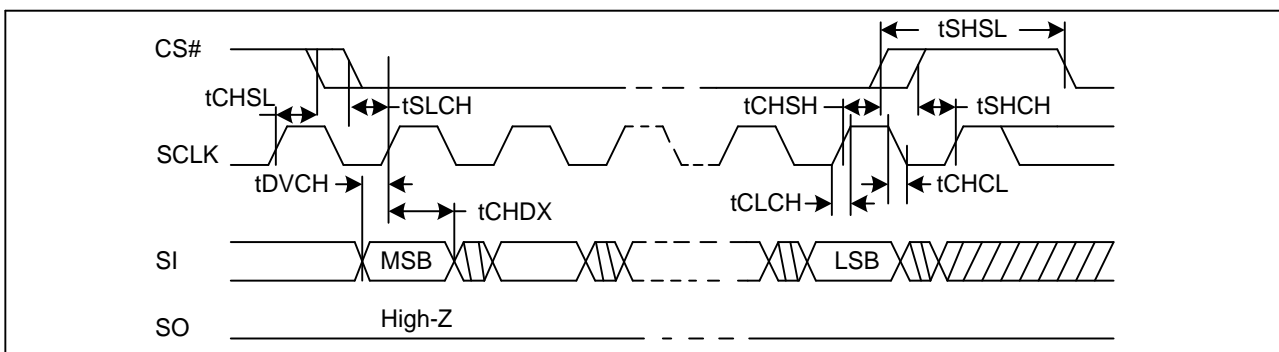 CS#
tSHSL
tCHSL
tSLCH
tCHSH
tSHCH
SCLK
tDVCH
tCHDX
tCLCH
tCHCL
SI
MSB
LSB
SO
High-Z